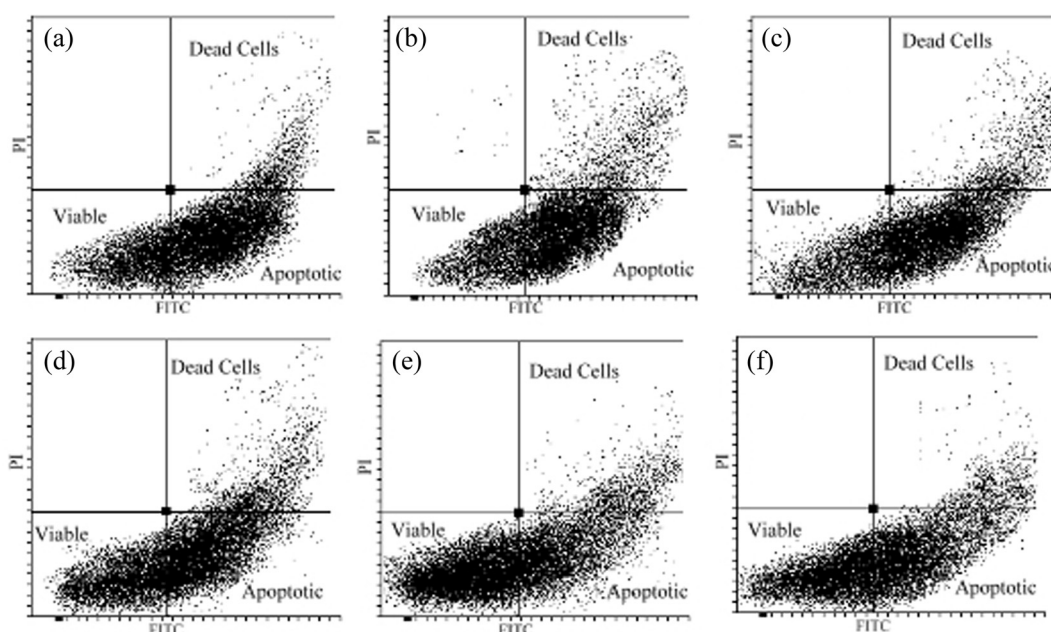 (a)
Dead Cells
PI
Viable
Apoptotic
FITC
(b)
Dead Cells
PI
Viable
Apoptotic
FITC
(c)
Dead Cells
PI
Viable
Apoptotic
FITC
(d)
Dead Cells
PI
Viable
Apoptotic
FITC
(e)
Dead Cells
PI
Viable
Apoptotic
FITC
(f)
Dead Cells
PI
Viable
Apoptotic
FITC